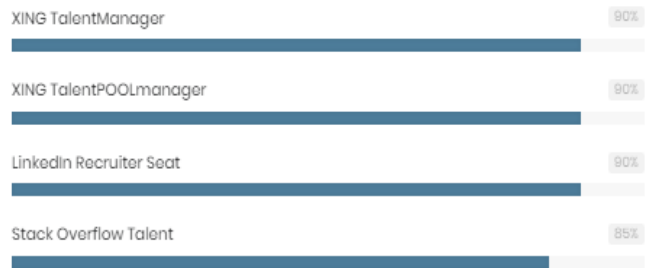 XING TalentManager 90%
XING TalentPOOLmanager 90%
LinkedIn Recruiter Seat 90%
Stack Overflow Talent 85%